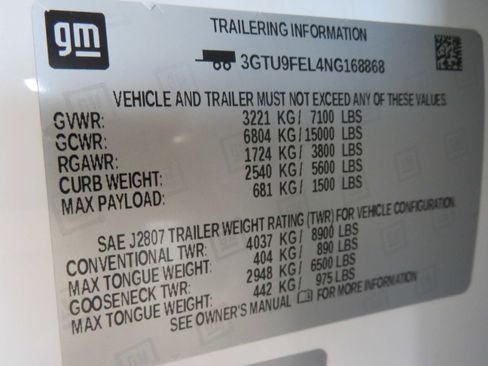 gm
TRAILERING INFORMATION
3GTU9FEL4NG168868
VEHICLE AND TRAILER MUST NOT EXCEED ANY OF THESE VALUES.
GVWR: 3221 KG/ 7100 LBS
GCWR: 6804 KG/ 15000 LBS
RGAWR: 1724 KG/ 3800 LBS
CURB WEIGHT: 2540 KG/ 5600 LBS
MAX PAYLOAD: 681 KG/ 1500 LBS
SAE J2807 TRAILER WEIGHT RATING (TWR) FOR VEHICLE CONFIGURATION.
CONVENTIONAL TWR: 4037 KG/ 8900 LBS
MAX TONGUE WEIGHT: 404 KG/ 890 LBS
GOOSENECK TWR: 2948 KG/ 6500 LBS
MAX TONGUE WEIGHT: 442 KG/ 975 LBS
SEE OWNER'S MANUAL FOR MORE INFORMATION